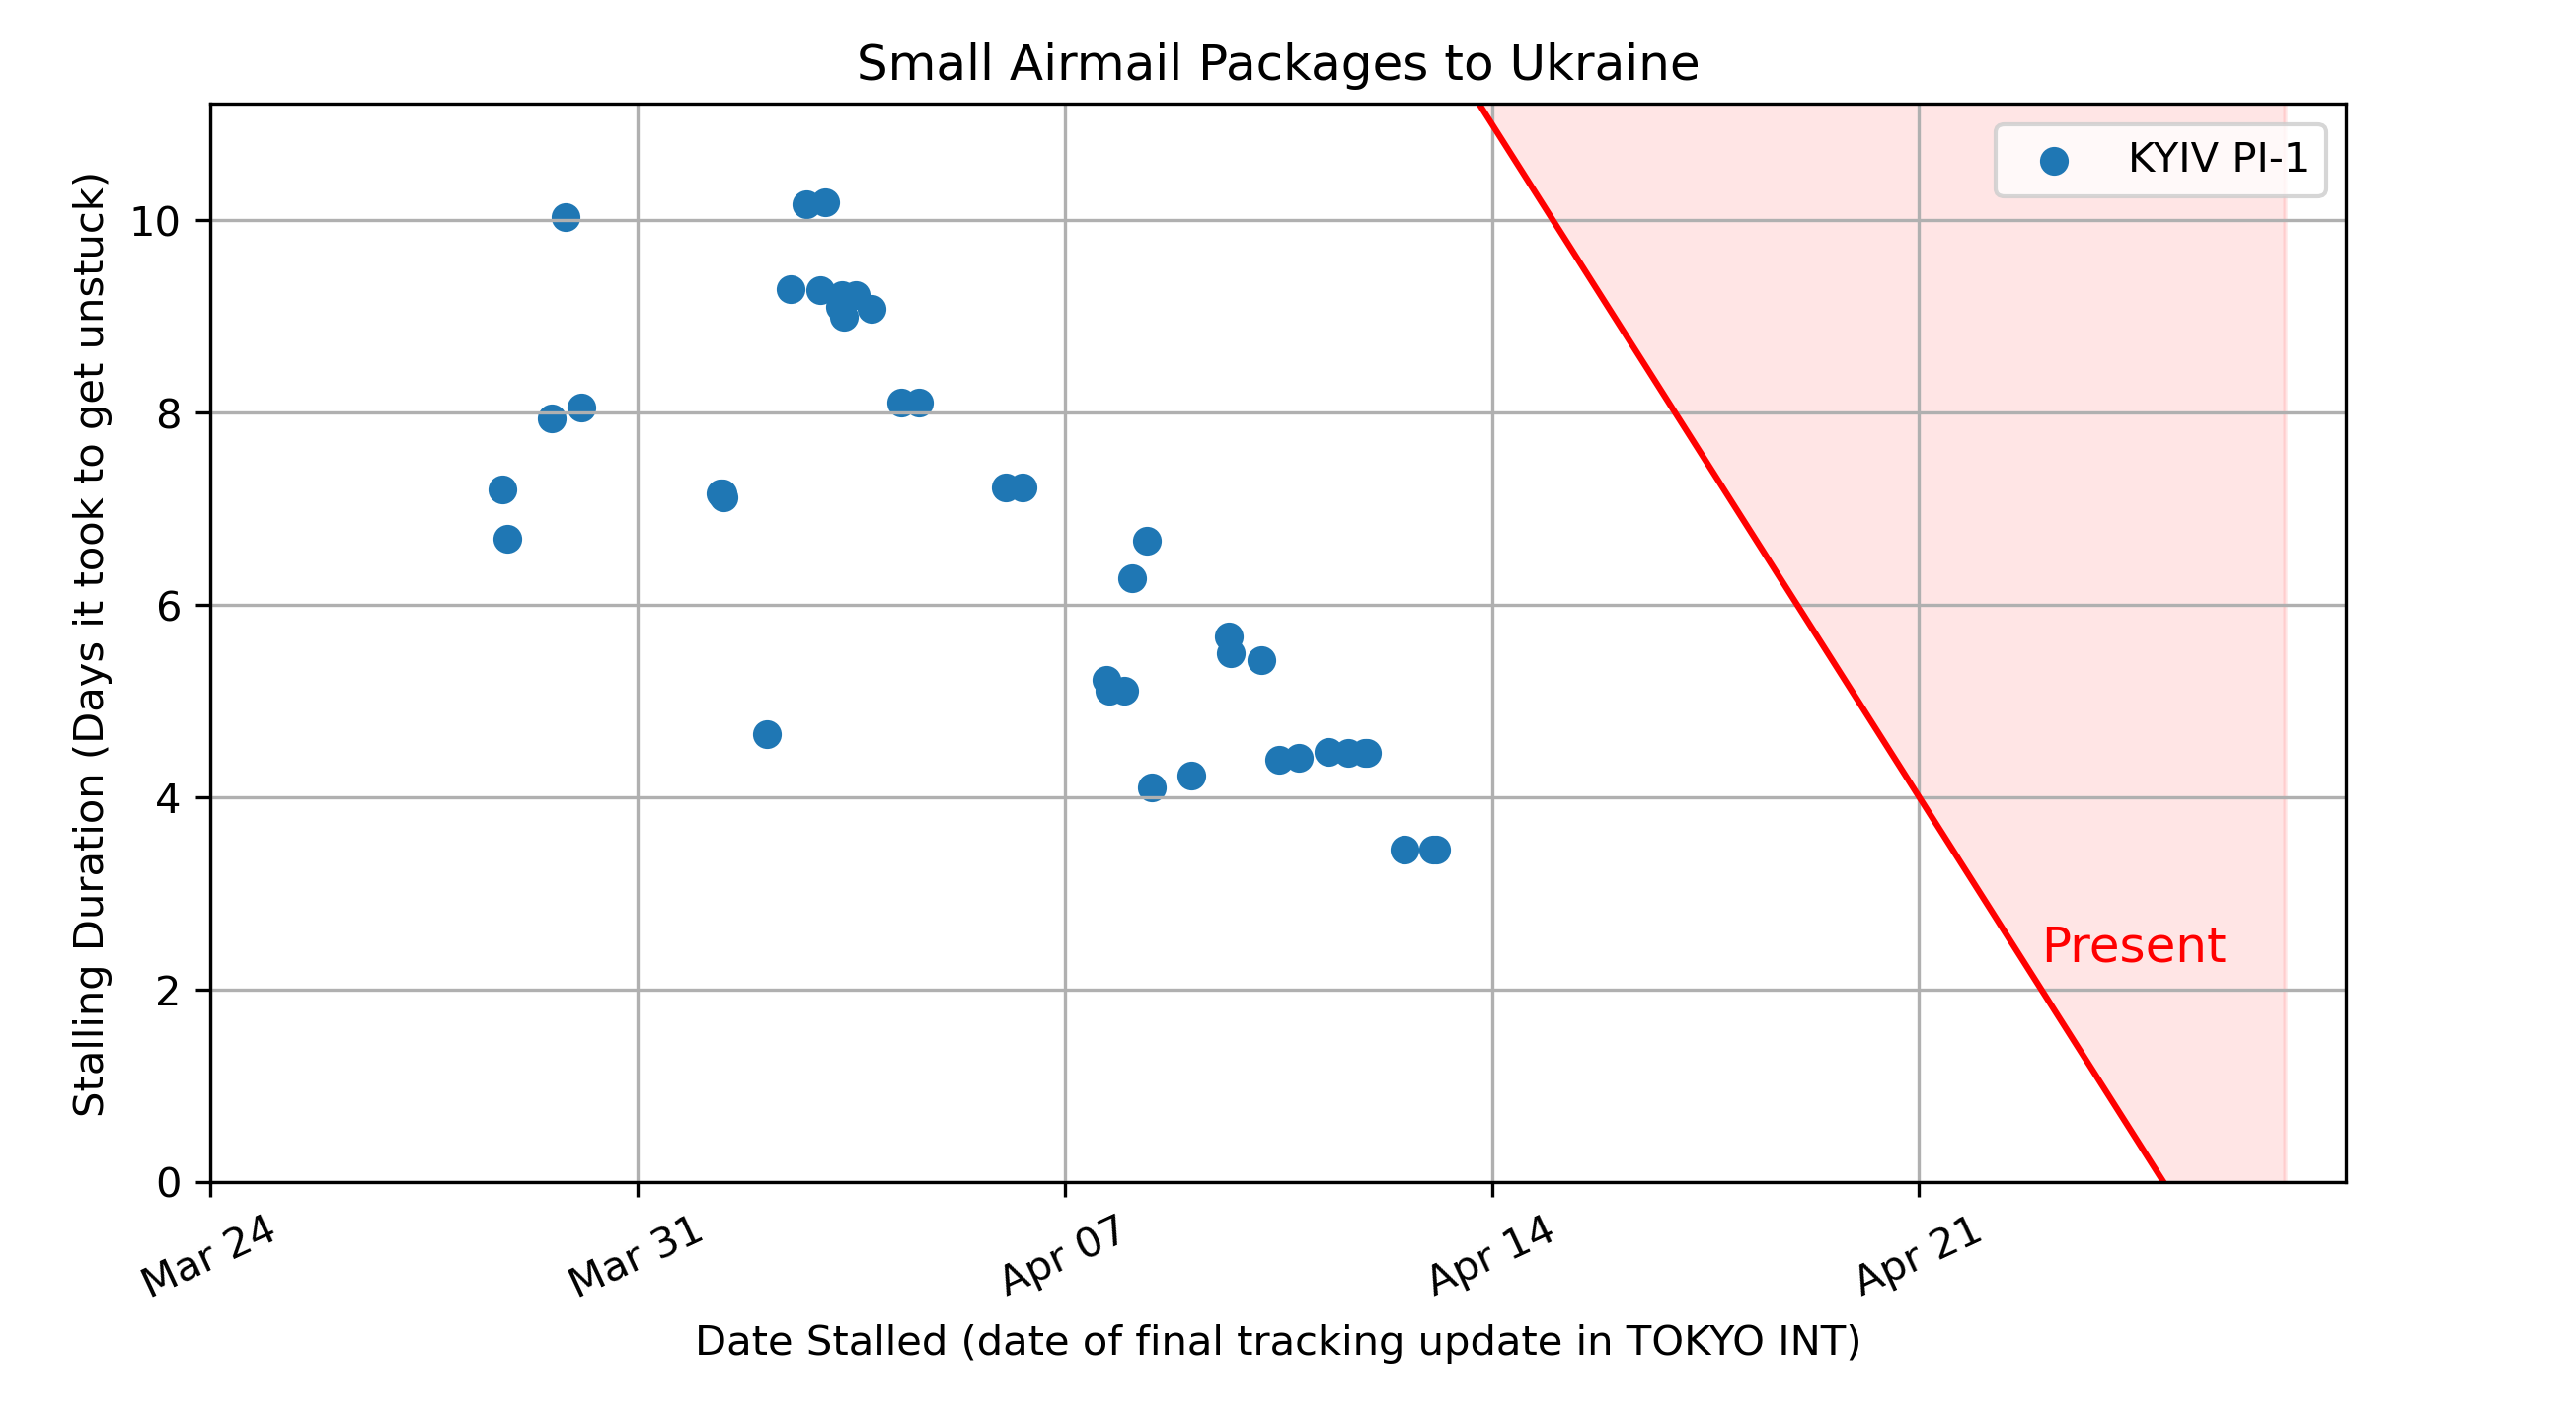 Small Airmail Packages to Ukraine
KYIV PI-1
Stalling Duration (Days it took to get unstuck)
10
8
6
4
2
0
Present
Mar 24
Mar 31
Apr 07
Apr 14
Apr 21
Date Stalled (date of final tracking update in TOKYO INT)